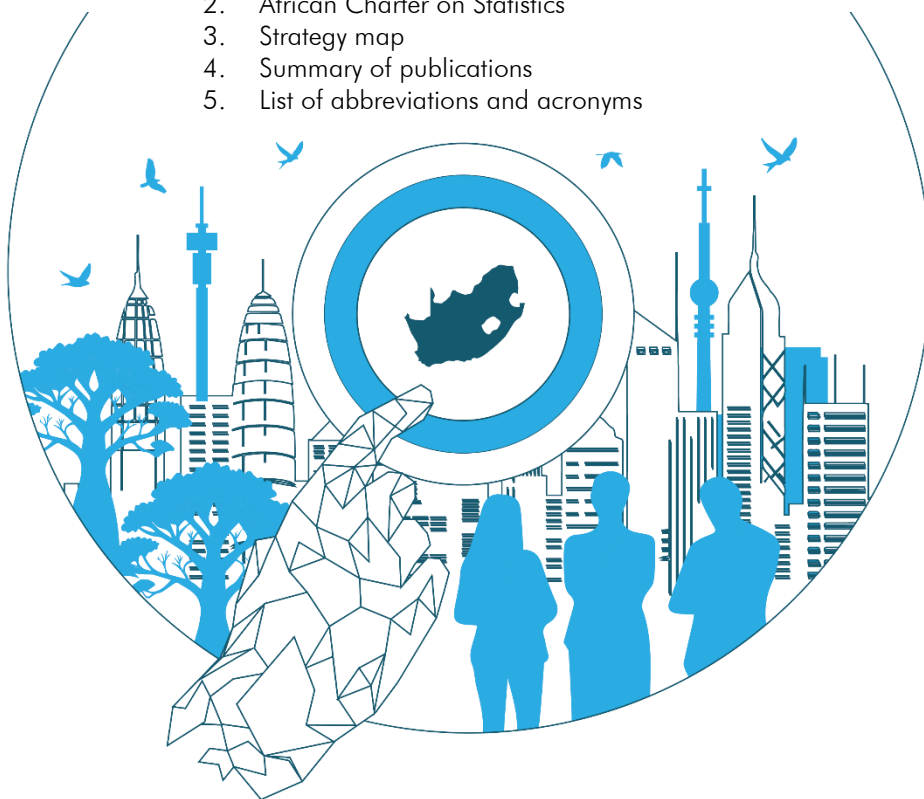 2. African Charter on Statistics
3. Strategy map
4. Summary of publications
5. List of abbreviations and acronyms